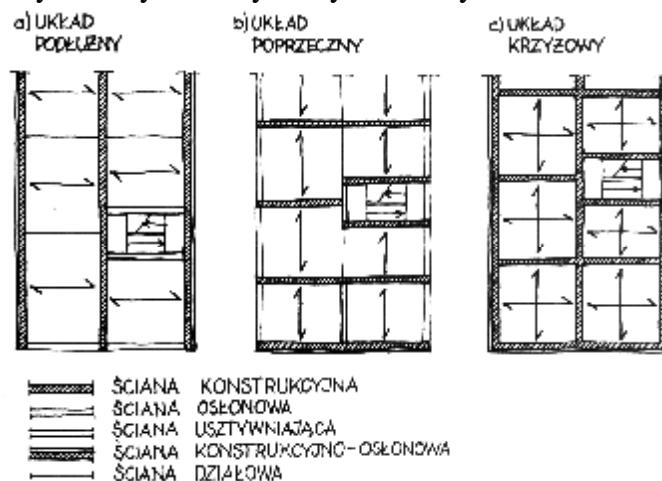 a) UKŁAD
PODŁUŻNY
b) UKŁAD
POPRZECZNY
c) UKŁAD
KRZYŻOWY
ŚCIANA KONSTRUKCYJNA
ŚCIANA OSŁONOWA
ŚCIANA USZTYWNIAJĄCA
ŚCIANA KONSTRUKCYJNO-OSŁONOWA
ŚCIANA DZIAŁOWA